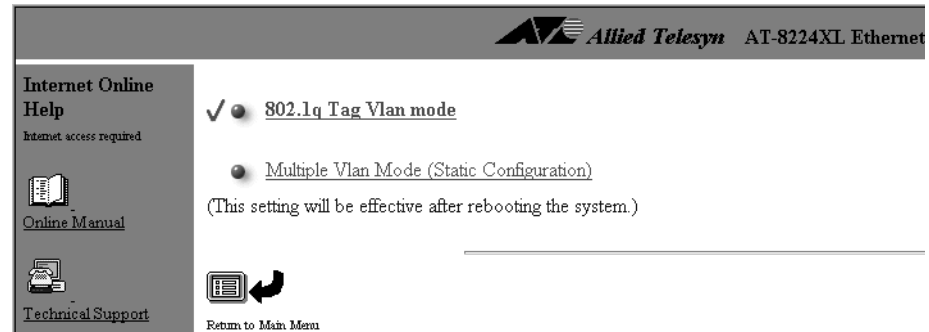 Allied Telesyn AT-8224XL Ethernet
Internet Online
Help
Internet access required
Online Manual
Technical Support
802.1q Tag Vlan mode
Multiple Vlan Mode (Static Configuration)
(This setting will be effective after rebooting the system.)
Return to Main Menu